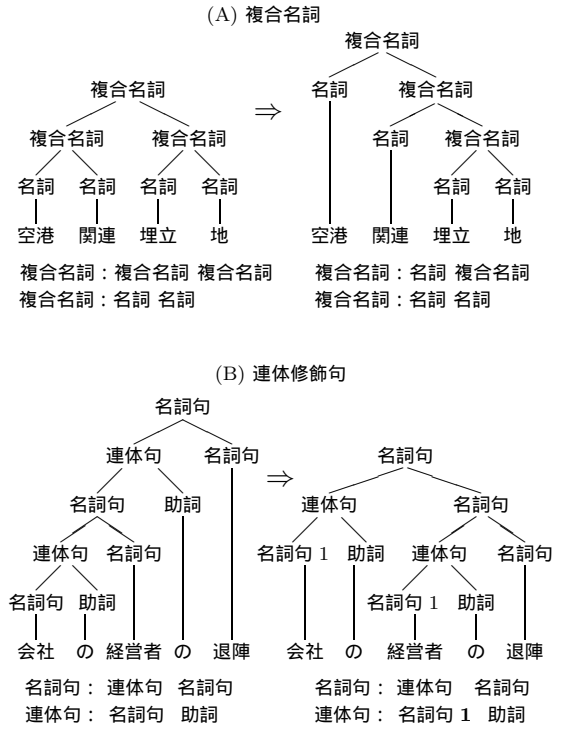 (A) 複合名詞
複合名詞
複合名詞 ⇒ 名詞 複合名詞
複合名詞 複合名詞 名詞 複合名詞
名詞 名詞 名詞 名詞 名詞 名詞
空港 関連 埋立 地 空港 関連 埋立 地
複合名詞：複合名詞 複合名詞 複合名詞：名詞 複合名詞
複合名詞：名詞 名詞 複合名詞：名詞 名詞
(B) 連体修飾句
名詞句
連体句 名詞句 ⇒ 名詞句
名詞句 助詞 連体句 名詞句
連体句 名詞句 名詞句 1 助詞 連体句 名詞句
名詞句 助詞 名詞句 1 助詞
会社 の 経営者 の 退陣 会社 の 経営者 の 退陣
名詞句： 連体句 名詞句 名詞句： 連体句 名詞句
連体句： 名詞句 助詞 連体句： 名詞句 1 助詞